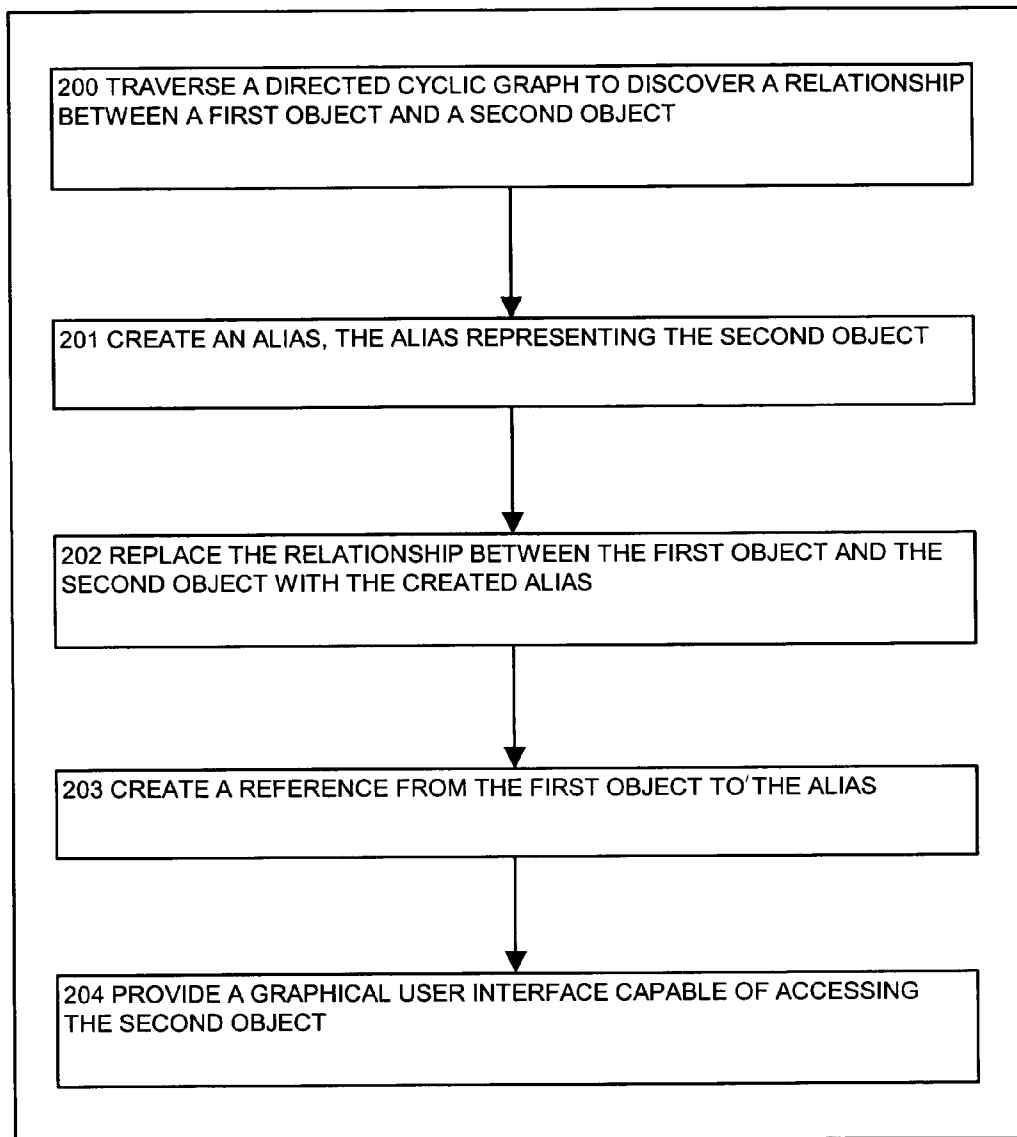 200 TRAVERSE A DIRECTED CYCLIC GRAPH TO DISCOVER A RELATIONSHIP
BETWEEN A FIRST OBJECT AND A SECOND OBJECT
201 CREATE AN ALIAS, THE ALIAS REPRESENTING THE SECOND OBJECT
202 REPLACE THE RELATIONSHIP BETWEEN THE FIRST OBJECT AND THE
SECOND OBJECT WITH THE CREATED ALIAS
203 CREATE A REFERENCE FROM THE FIRST OBJECT TO THE ALIAS
204 PROVIDE A GRAPHICAL USER INTERFACE CAPABLE OF ACCESSING
THE SECOND OBJECT